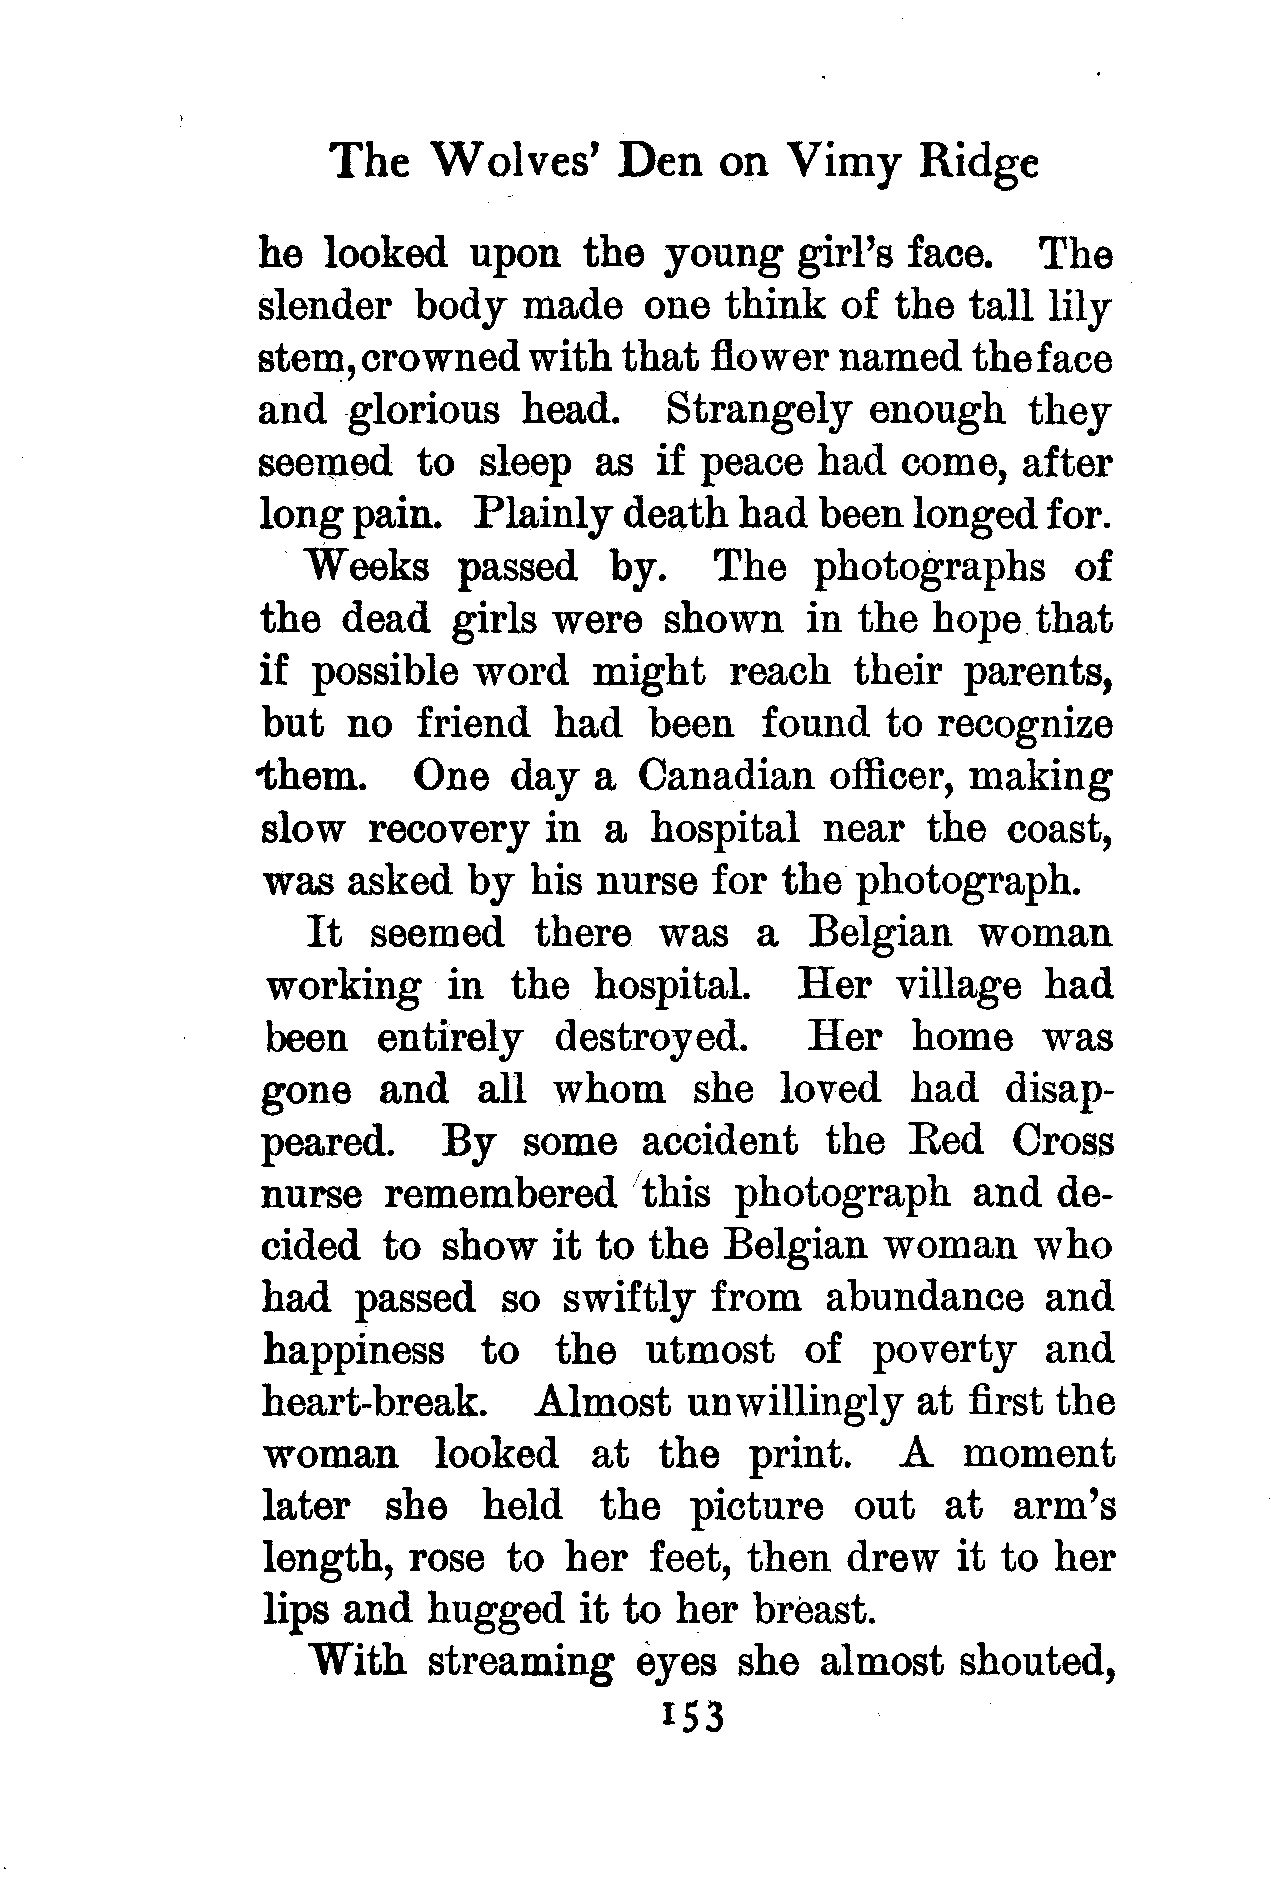 The Wolves' Den on Vimy Ridge
he looked upon the young girl's face. The
slender body made one think of the tall lily
stem, crowned with that flower named the face
and glorious head. Strangely enough they
seemed to sleep as if peace had come, after
long pain. Plainly death had been longed for.
Weeks passed by. The photographs of
the dead girls were shown in the hope that
if possible word might reach their parents,
but no friend had been found to recognize
them. One day a Canadian officer, making
slow recovery in a hospital near the coast,
was asked by his nurse for the photograph.
It seemed there was a Belgian woman
working in the hospital. Her village had
been entirely destroyed. Her home was
gone and all whom she loved had disap-
peared. By some accident the Red Cross
nurse remembered this photograph and de-
cided to show it to the Belgian woman who
had passed so swiftly from abundance and
happiness to the utmost of poverty and
heart-break. Almost unwillingly at first the
woman looked at the print. A moment
later she held the picture out at arm's
length, rose to her feet, then drew it to her
lips and hugged it to her breast.
With streaming eyes she almost shouted,
153